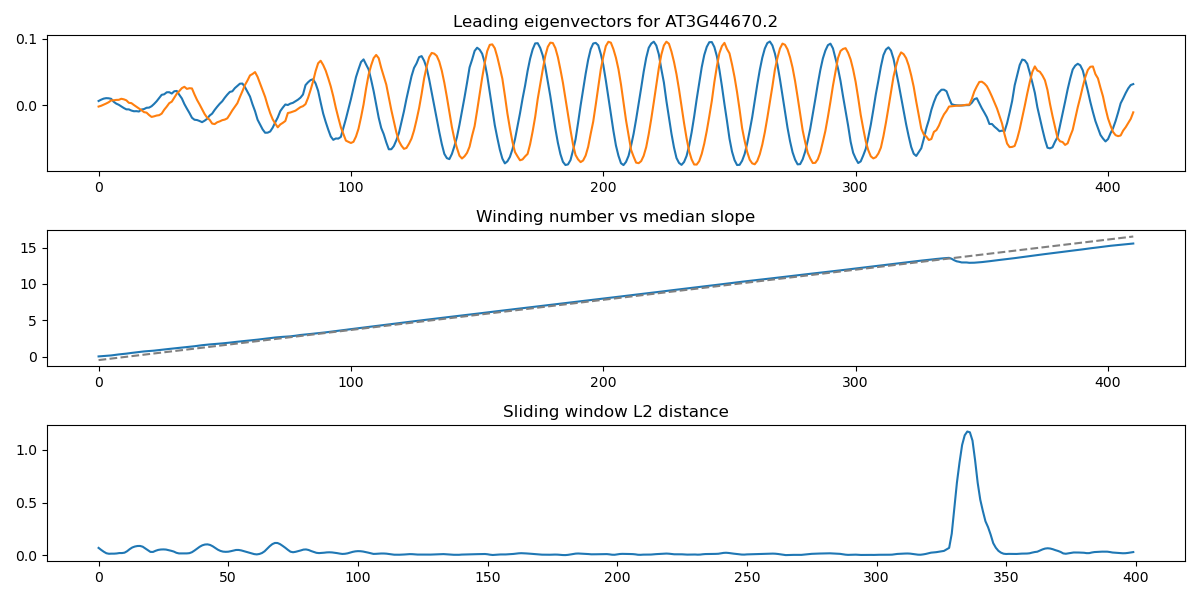 Leading eigenvectors for AT3G44670.2
0.1
0.0
0 100 200 300 400
Winding number vs median slope
15
10
5
0
0 100 200 300 400
Sliding window L2 distance
1.0
0.5
0.0
0 50 100 150 200 250 300 350 400